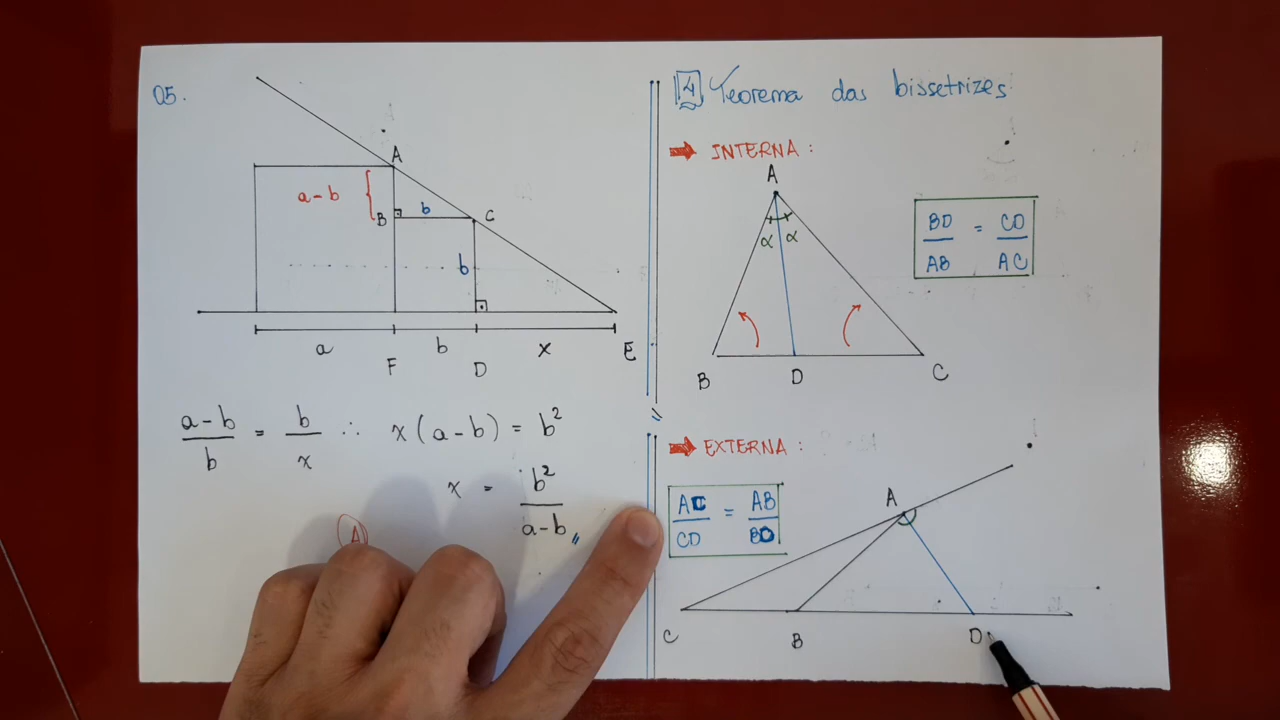 05.
A
a-b
B
b
C
b
a
b
x
E
F
D
a-b/b = b/x ∴ x(a-b) = b²
x = b²/a-b
A
4 Teorema das bissetrizes
INTERNA:
A
α α
BD/AB = CD/AC
B
D
C
EXTERNA:
AC/CD = AB/BD
A
C
B
D